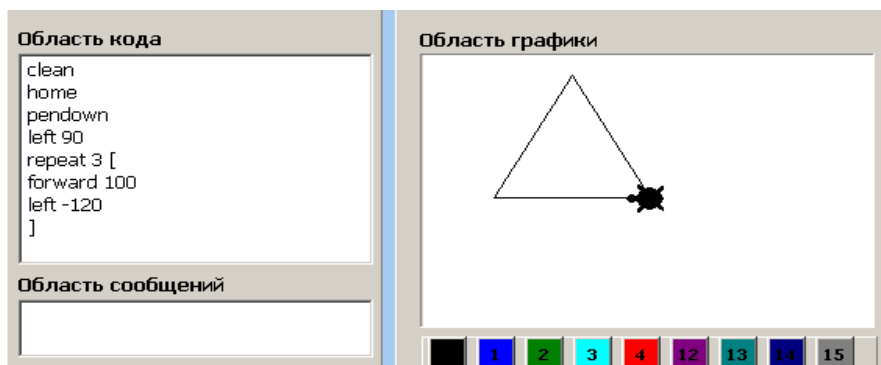 Область кода
clean
home
pendown
left 90
repeat 3 [
forward 100
left -120
]
Область сообщений
Область графики
1 2 3 4 12 13 14 15